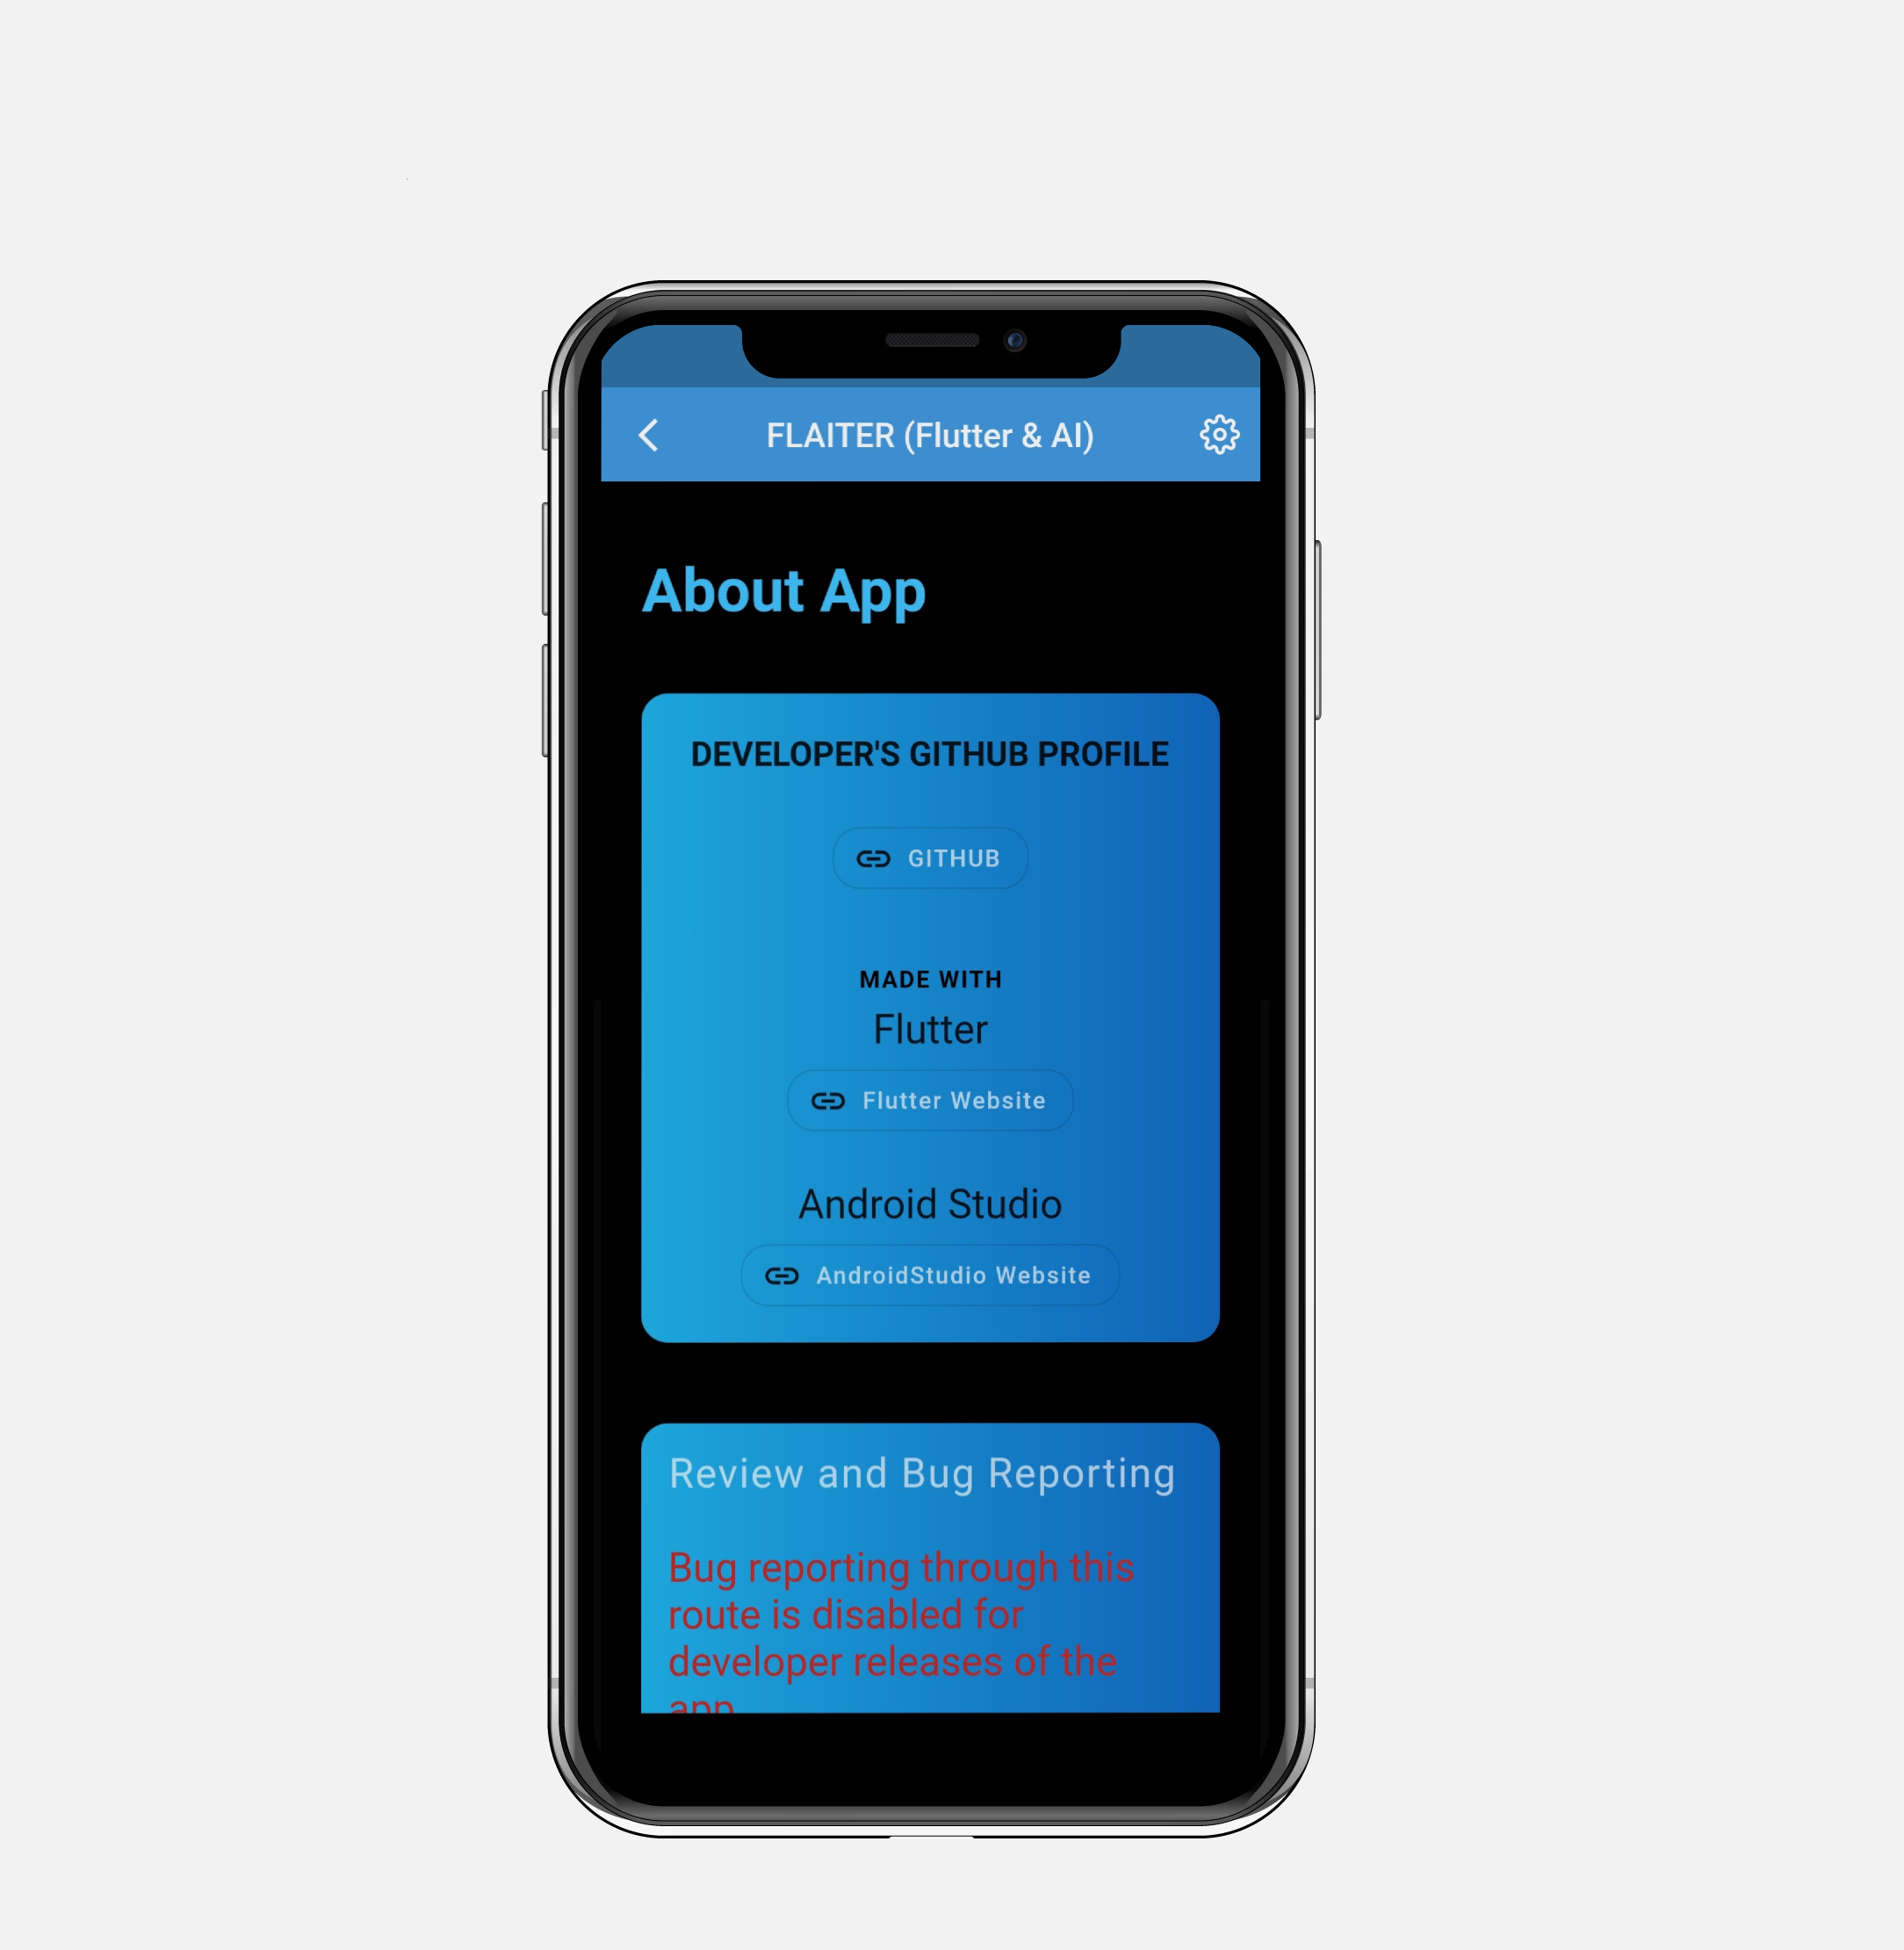 FLAITER (Flutter & AI)
About App
DEVELOPER'S GITHUB PROFILE
GITHUB
MADE WITH
Flutter
Flutter Website
Android Studio
AndroidStudio Website
Review and Bug Reporting
Bug reporting through this
route is disabled for
developer releases of the
app